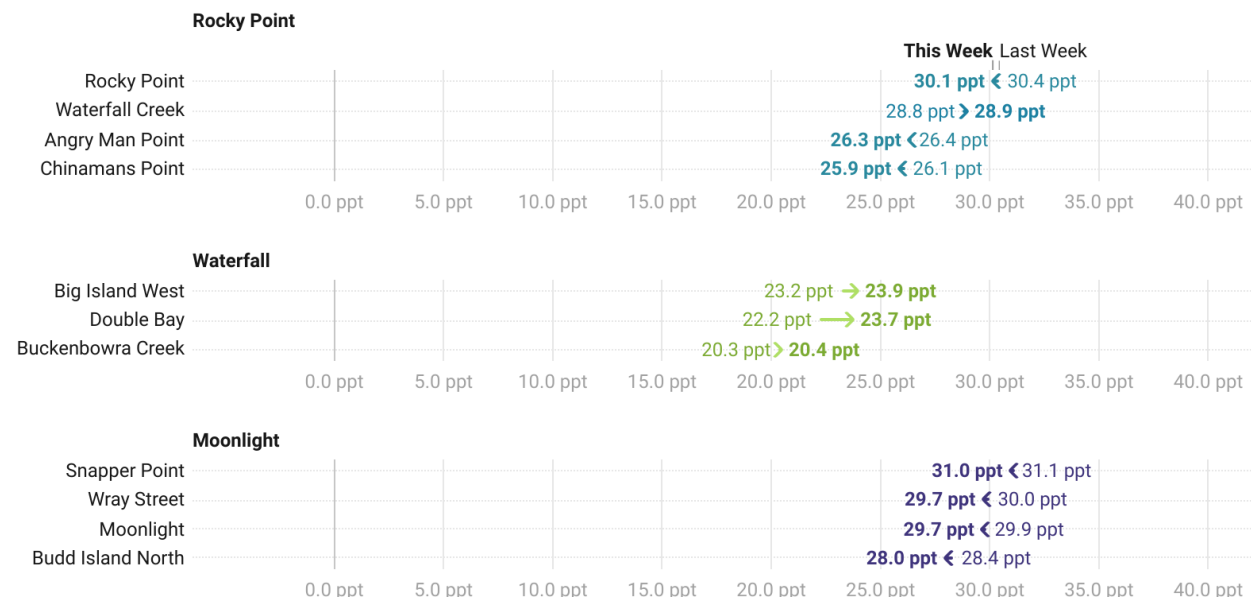 Rocky Point
This Week Last Week
Rocky Point 30.1 ppt 30.4 ppt
Waterfall Creek 28.8 ppt 28.9 ppt
Angry Man Point 26.3 ppt 26.4 ppt
Chinamans Point 25.9 ppt 26.1 ppt
0.0 ppt 5.0 ppt 10.0 ppt 15.0 ppt 20.0 ppt 25.0 ppt 30.0 ppt 35.0 ppt 40.0 ppt
Waterfall
Big Island West 23.2 ppt 23.9 ppt
Double Bay 22.2 ppt 23.7 ppt
Buckenbowra Creek 20.3 ppt 20.4 ppt
0.0 ppt 5.0 ppt 10.0 ppt 15.0 ppt 20.0 ppt 25.0 ppt 30.0 ppt 35.0 ppt 40.0 ppt
Moonlight
Snapper Point 31.0 ppt 31.1 ppt
Wray Street 29.7 ppt 30.0 ppt
Moonlight 29.7 ppt 29.9 ppt
Budd Island North 28.0 ppt 28.4 ppt
0.0 ppt 5.0 ppt 10.0 ppt 15.0 ppt 20.0 ppt 25.0 ppt 30.0 ppt 35.0 ppt 40.0 ppt